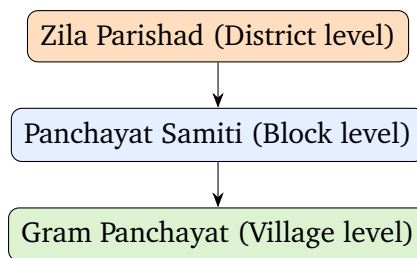 Zila Parishad (District level)
Panchayat Samiti (Block level)
Gram Panchayat (Village level)